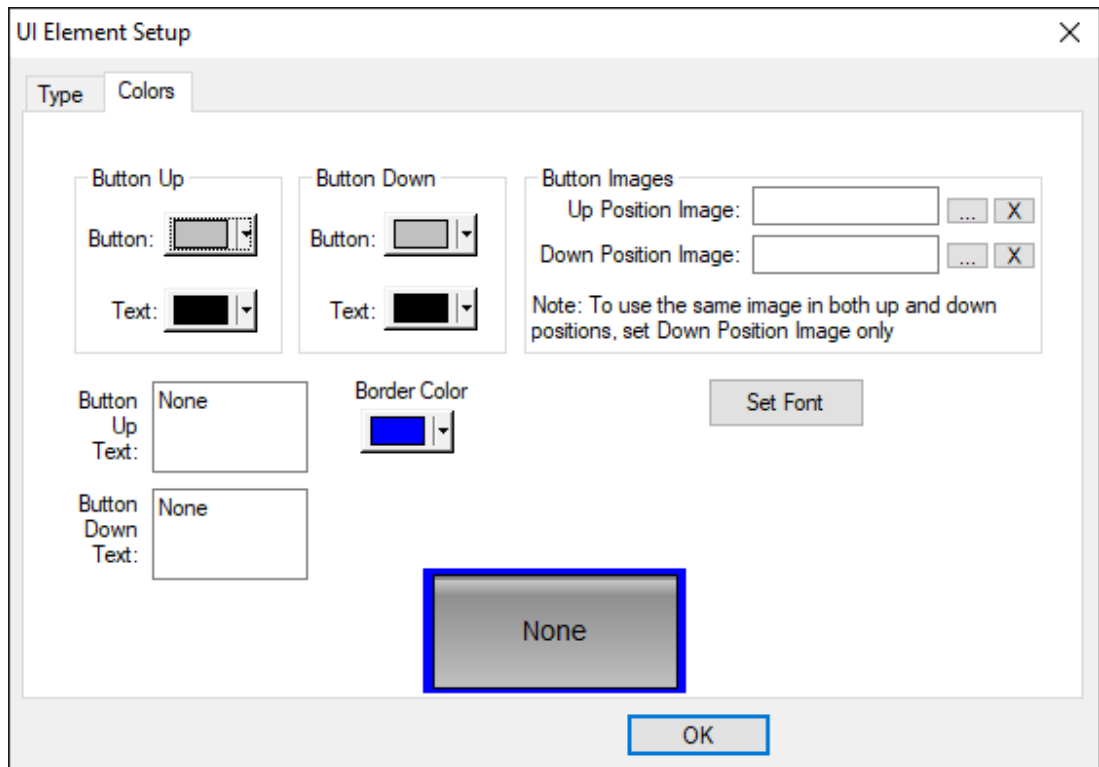 UI Element Setup
Type
Colors
Button Up
Button:
Text:
Button Down
Button:
Text:
Button Images
Up Position Image:
...
X
Down Position Image:
...
X
Note: To use the same image in both up and down
positions, set Down Position Image only
Button
Up
Text:
None
Border Color
Set Font
Button
Down
Text:
None
None
OK